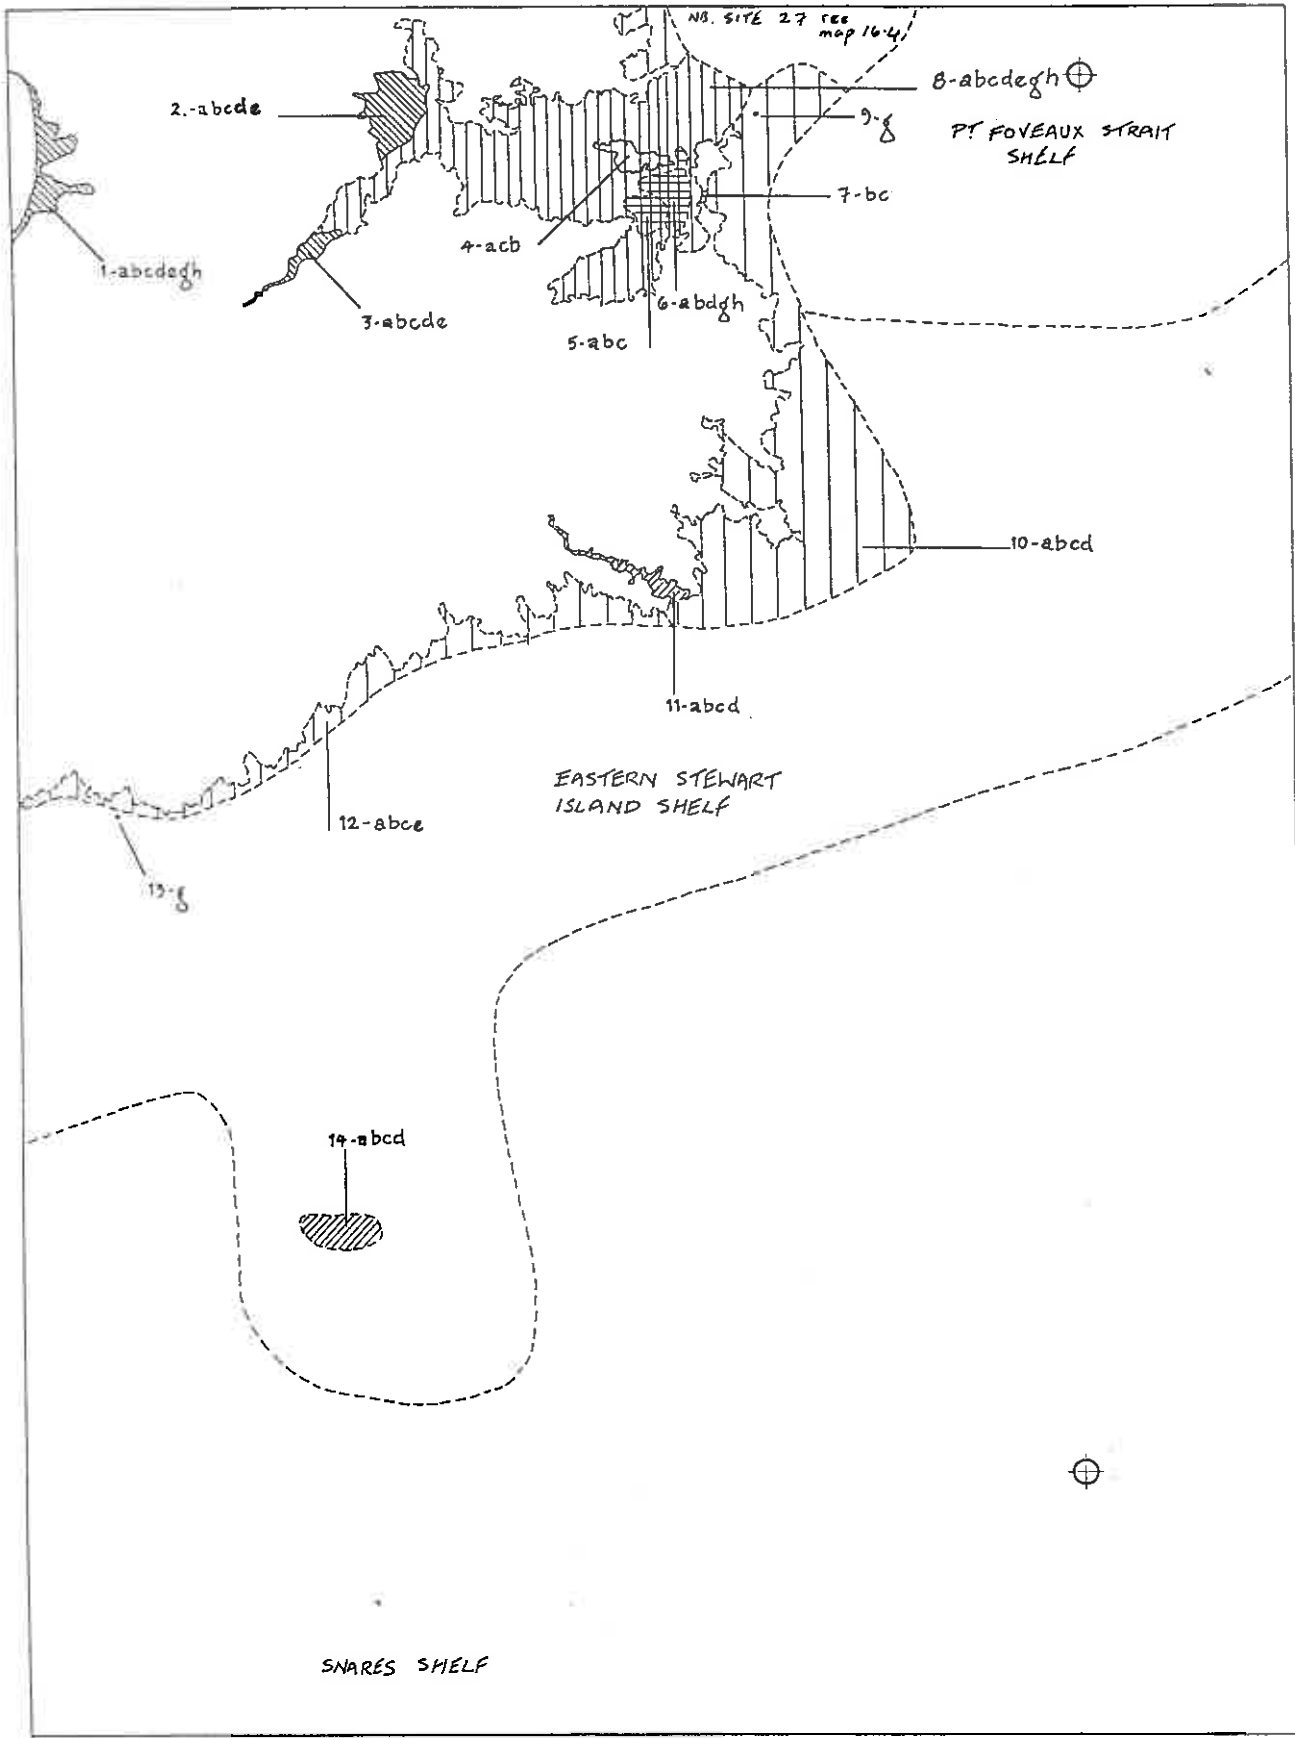 NB. SITE 27 see
map 16.4
8-abcdegh
2.-abcde
9-g
PT FOVEAUX STRAIT
SHELF
7-bc
4-acb
1-abcdegh
6-abdgh
3-abcde
5-abc
10-abcd
11-abcd
EASTERN STEWART
ISLAND SHELF
12-abce
13-g
14-abcd
SNARES SHELF